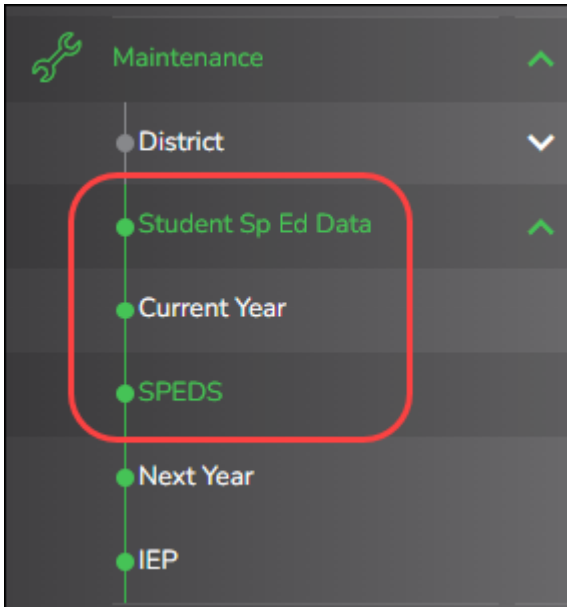 Maintenance
District
Student Sp Ed Data
Current Year
SPEDS
Next Year
IEP